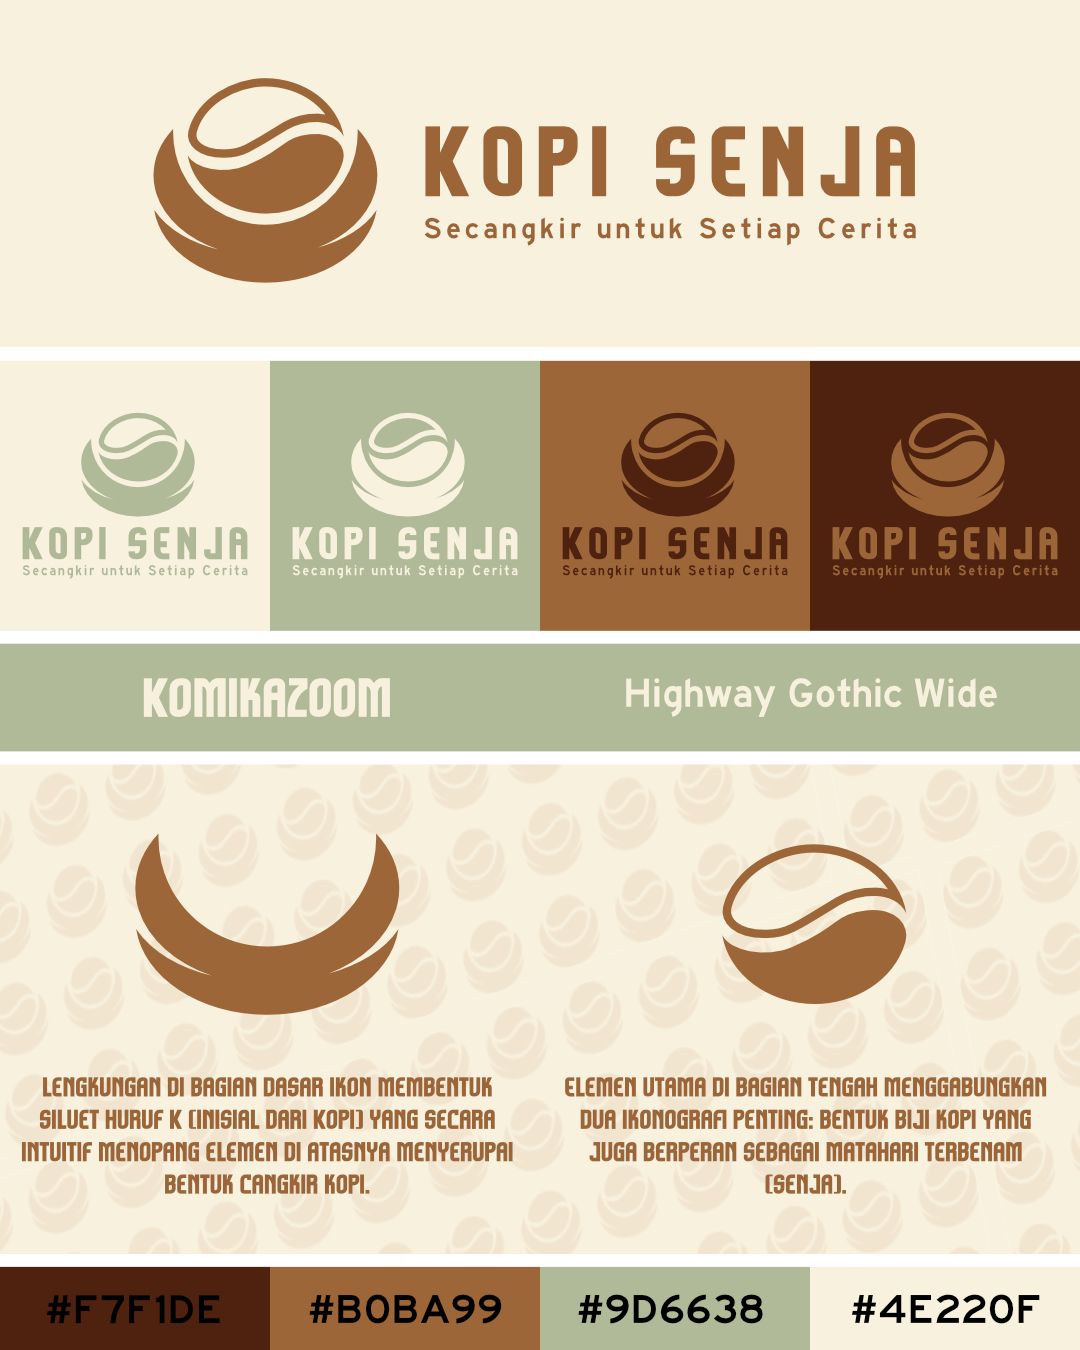 KOPI SENJA
Secangkir untuk Setiap Cerita
KOPI SENJA
Secangkir untuk Setiap Cerita
KOPI SENJA
Secangkir untuk Setiap Cerita
KOPI SENJA
Secangkir untuk Setiap Cerita
KOPI SENJA
Secangkir untuk Setiap Cerita
KOMIKAZOOM
Highway Gothic Wide
LENGKUNGAN DI BAGIAN DASAR IKON MEMBENTUK
SILUET HURUF K (INISIAL DARI KOPI) YANG SECARA
INTUITIF MENOPANG ELEMEN DI ATASNYA MENYERUPAI
BENTUK CANGKIR KOPI.
ELEMEN UTAMA DI BAGIAN TENGAH MENGGABUNGKAN
DUA IKONOGRAFI PENTING: BENTUK BIJI KOPI YANG
JUGA BERPERAN SEBAGAI MATAHARI TERBENAM
(SENJA).
#F7F1DE
#B0BA99
#9D6638
#4E220F